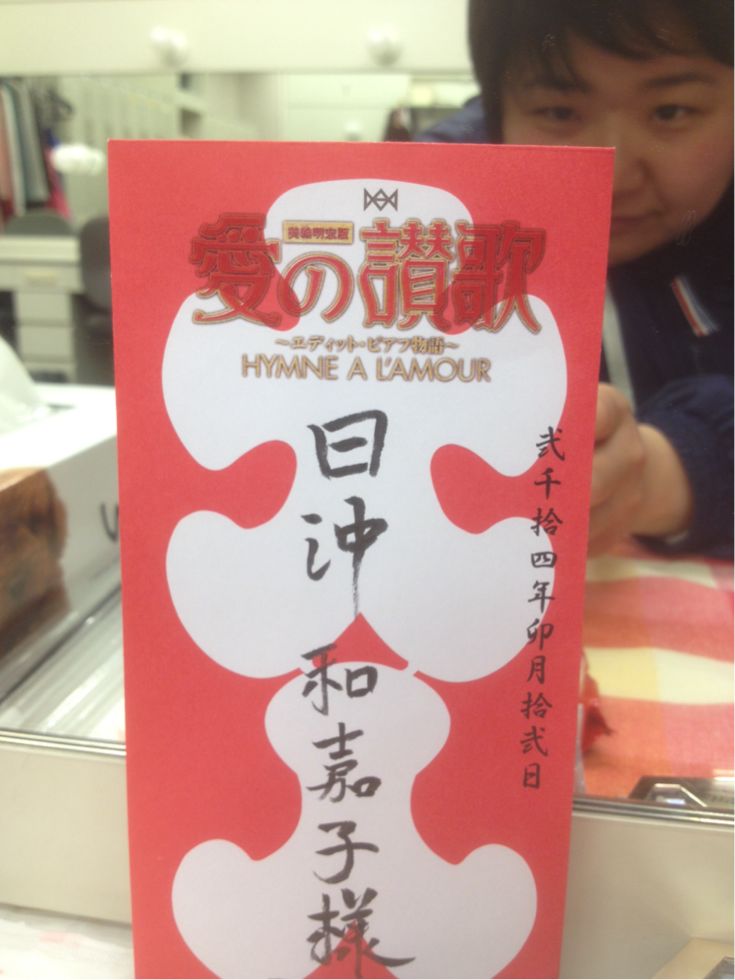 美輪明宏版
愛の讃歌
～エディット・ピアフ物語～
HYMNE A L'AMOUR
日沖 和嘉子様
弐千拾四年卯月拾弐日